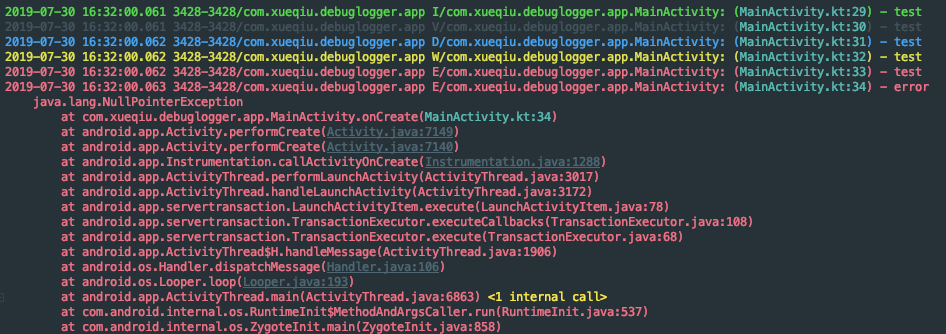 2019-07-30 16:32:00.061 3428-3428/com.xueqiu.debuglogger.app I/com.xueqiu.debuglogger.app.MainActivity: (MainActivity.kt:29) - test
2019-07-30 16:32:00.062 3428-3428/com.xueqiu.debuglogger.app V/com.xueqiu.debuglogger.app.MainActivity: (MainActivity.kt:30) - test
2019-07-30 16:32:00.062 3428-3428/com.xueqiu.debuglogger.app D/com.xueqiu.debuglogger.app.MainActivity: (MainActivity.kt:31) - test
2019-07-30 16:32:00.062 3428-3428/com.xueqiu.debuglogger.app W/com.xueqiu.debuglogger.app.MainActivity: (MainActivity.kt:32) - test
2019-07-30 16:32:00.062 3428-3428/com.xueqiu.debuglogger.app E/com.xueqiu.debuglogger.app.MainActivity: (MainActivity.kt:33) - test
2019-07-30 16:32:00.063 3428-3428/com.xueqiu.debuglogger.app E/com.xueqiu.debuglogger.app.MainActivity: (MainActivity.kt:34) - error
java.lang.NullPointerException
at com.xueqiu.debuglogger.app.MainActivity.onCreate(MainActivity.kt:34)
at android.app.Activity.performCreate(Activity.java:7149)
at android.app.Activity.performCreate(Activity.java:7140)
at android.app.Instrumentation.callActivityOnCreate(Instrumentation.java:1288)
at android.app.ActivityThread.performLaunchActivity(ActivityThread.java:3017)
at android.app.ActivityThread.handleLaunchActivity(ActivityThread.java:3172)
at android.app.servertransaction.LaunchActivityItem.execute(LaunchActivityItem.java:78)
at android.app.servertransaction.TransactionExecutor.executeCallbacks(TransactionExecutor.java:108)
at android.app.servertransaction.TransactionExecutor.execute(TransactionExecutor.java:68)
at android.app.ActivityThread$H.handleMessage(ActivityThread.java:1906)
at android.os.Handler.dispatchMessage(Handler.java:106)
at android.os.Looper.loop(Looper.java:193)
at android.app.ActivityThread.main(ActivityThread.java:6863) <1 internal call>
at com.android.internal.os.RuntimeInit$MethodAndArgsCaller.run(RuntimeInit.java:537)
at com.android.internal.os.ZygoteInit.main(ZygoteInit.java:858)